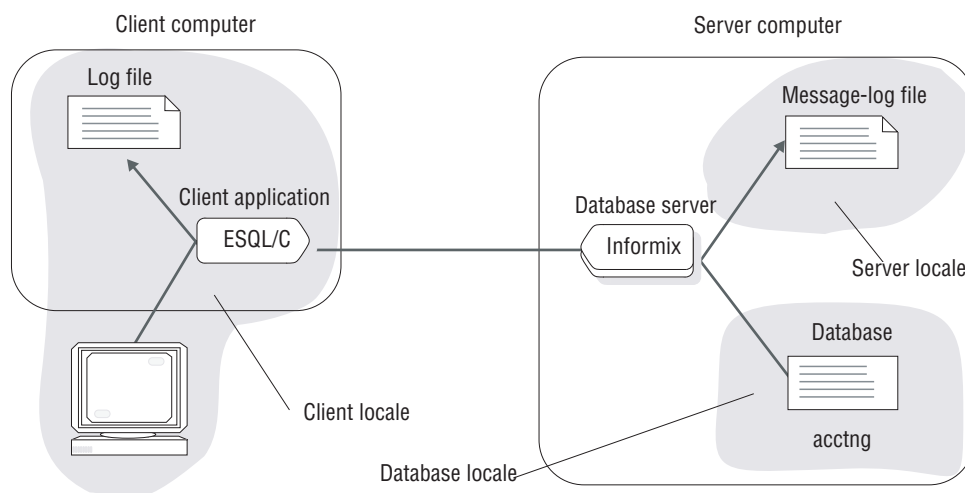 Client computer
Server computer
Log file
Message-log file
Client application
ESQL/C
Database server
Informix
Server locale
Database
Client locale
acctng
Database locale